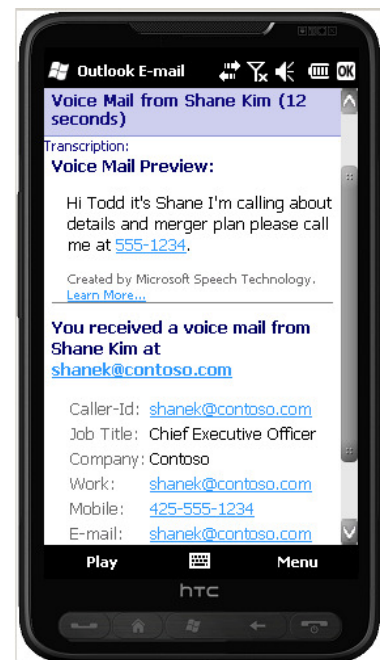 Outlook E-mail OK
Voice Mail from Shane Kim (12
seconds)
Transcription:
Voice Mail Preview:
Hi Todd it's Shane I'm calling about
details and merger plan please call
me at 555-1234.
Created by Microsoft Speech Technology.
Learn More...
You received a voice mail from
Shane Kim at
shanek@contoso.com
Caller-Id: shanek@contoso.com
Job Title: Chief Executive Officer
Company: Contoso
Work: shanek@contoso.com
Mobile: 425-555-1234
E-mail: shanek@contoso.com
Play Menu
hTC